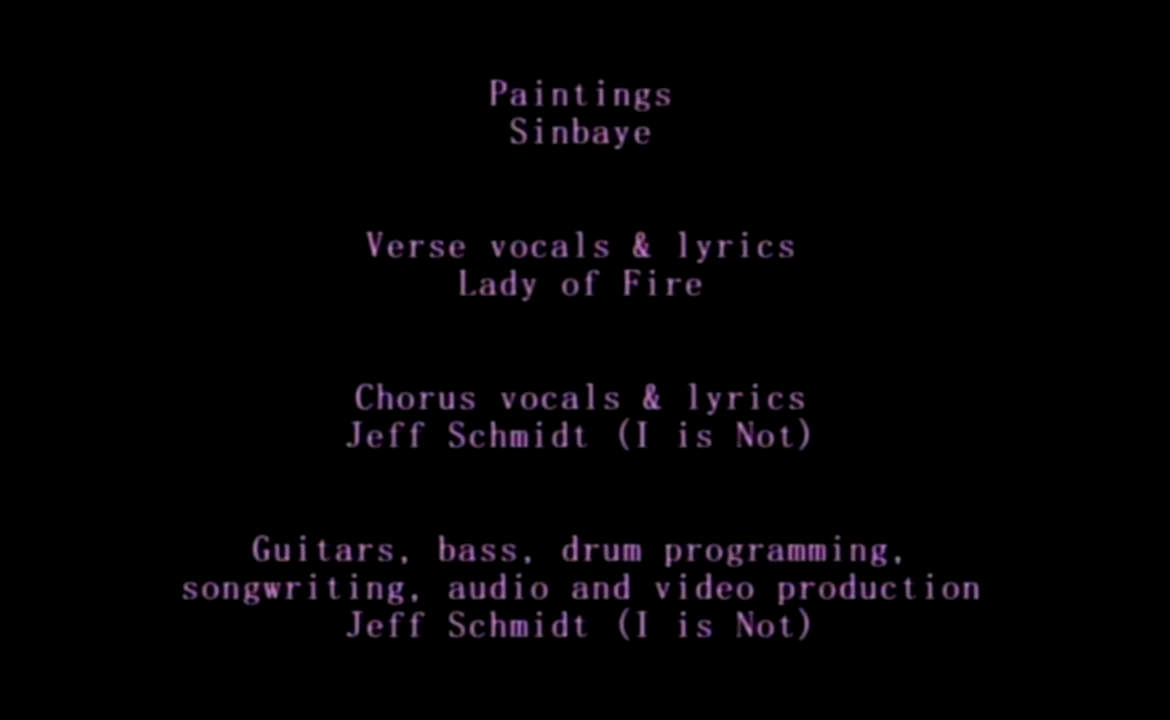 Paintings
Sinbaye
Verse vocals & lyrics
Lady of Fire
Chorus vocals & lyrics
Jeff Schmidt (I is Not)
Guitars, bass, drum programming,
songwriting, audio and video production
Jeff Schmidt (I is Not)